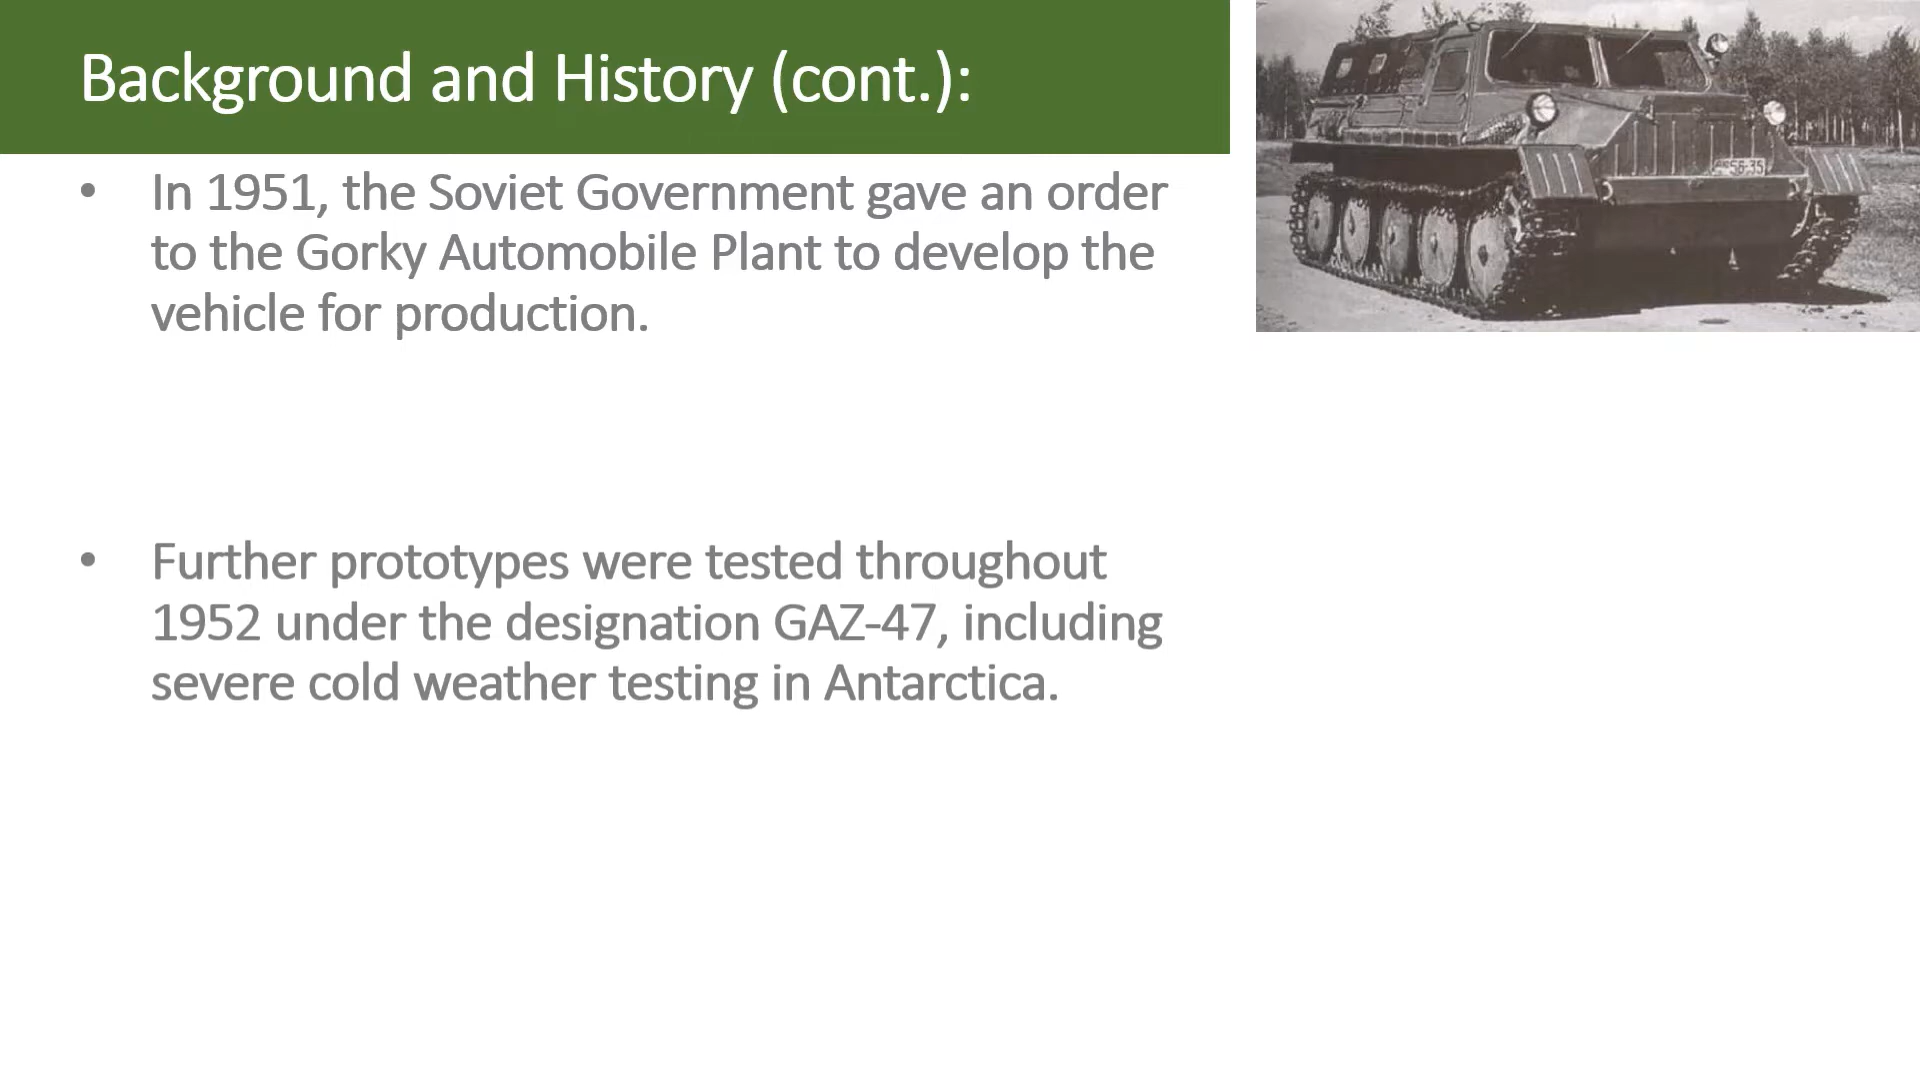 Background and History (cont.):
• In 1951, the Soviet Government gave an order
to the Gorky Automobile Plant to develop the
vehicle for production.
• Further prototypes were tested throughout
1952 under the designation GAZ-47, including
severe cold weather testing in Antarctica.